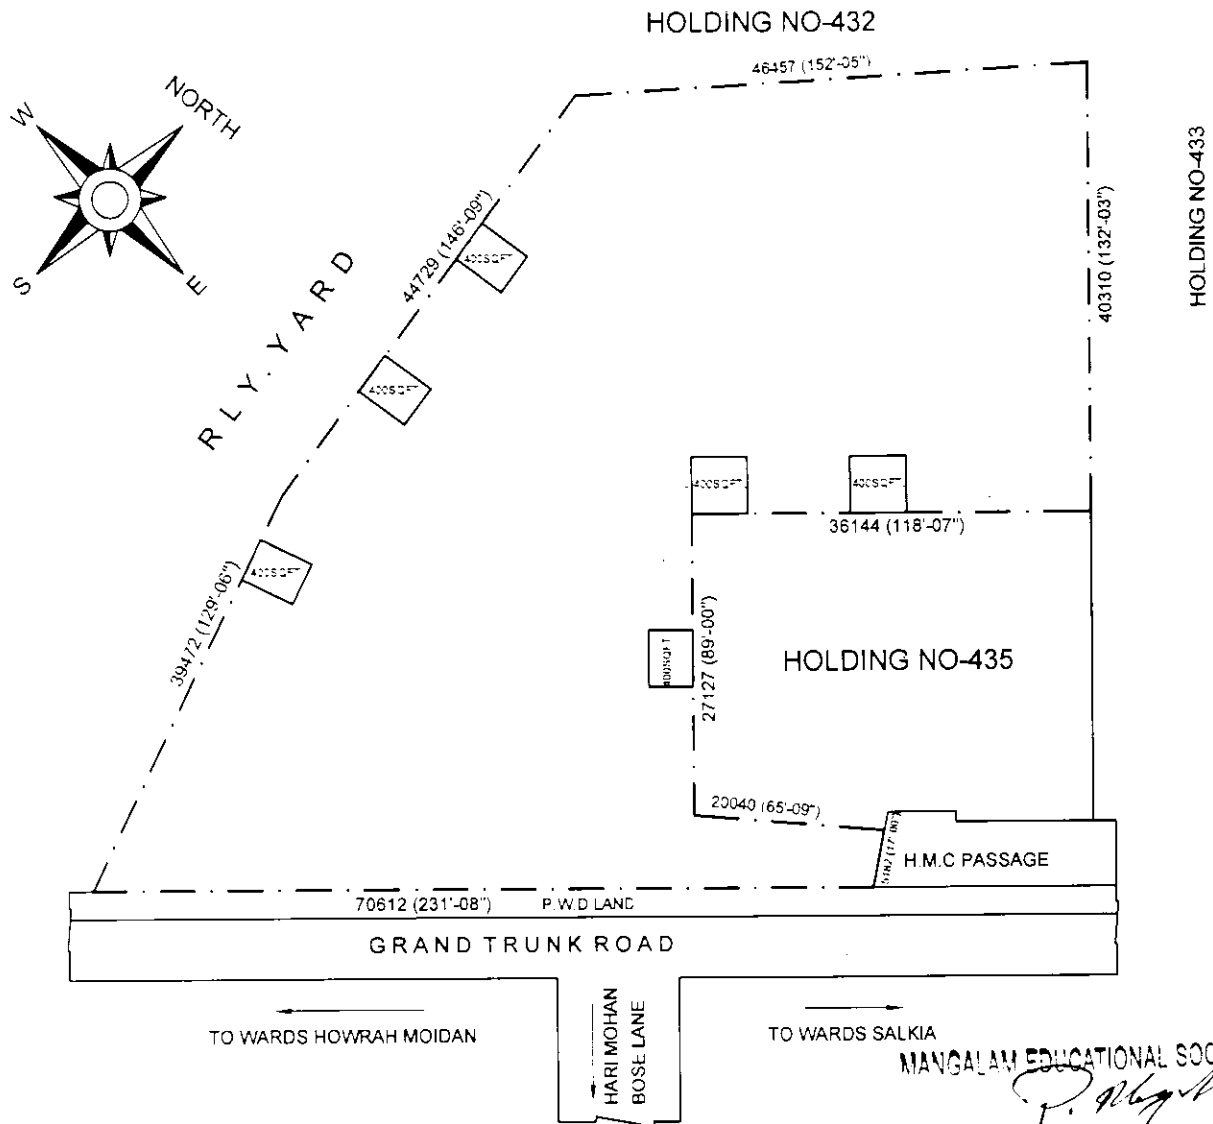 HOLDING NO-432
46457 (152'-05")
W
NORTH
S
E
HOLDING NO-433
40310 (132'-03")
44729 (146'-09")
400SQFT
RLY. YARD
400SQFT
400SQFT
400SQFT
36144 (118'-07")
400SQFT
39472 (129'-06")
400SQFT
27127 (89'-00")
HOLDING NO-435
20040 (65'-09")
5182 (17'-00")
H.M.C PASSAGE
70612 (231'-08")
P.W.D LAND
GRAND TRUNK ROAD
TO WARDS HOWRAH MOIDAN
HARI MOHAN
BOSE LANE
TO WARDS SALKIA
MANGALAM EDUCATIONAL SOC